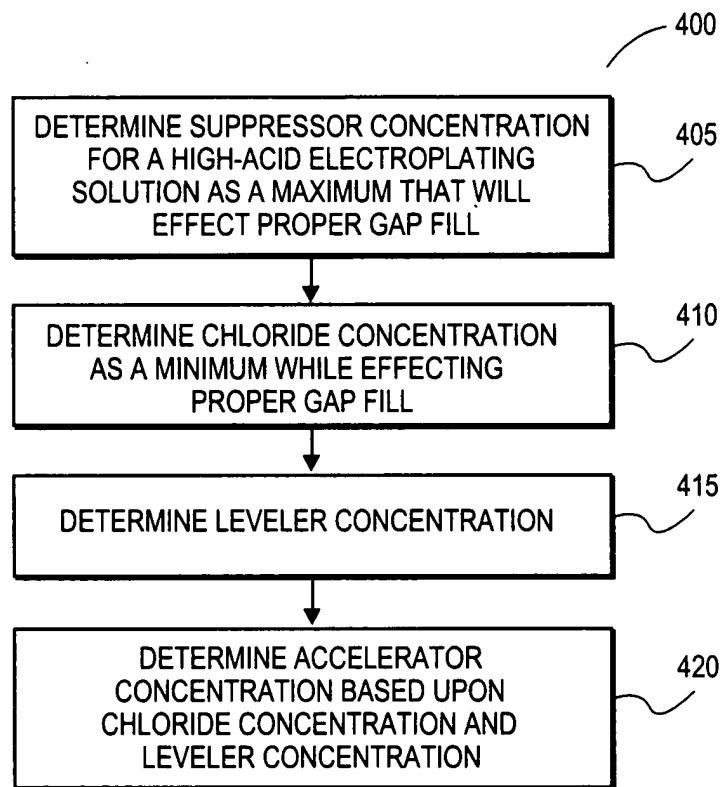 400
DETERMINE SUPPRESSOR CONCENTRATION
FOR A HIGH-ACID ELECTROPLATING
SOLUTION AS A MAXIMUM THAT WILL
EFFECT PROPER GAP FILL
405
DETERMINE CHLORIDE CONCENTRATION
AS A MINIMUM WHILE EFFECTING
PROPER GAP FILL
410
DETERMINE LEVELER CONCENTRATION
415
DETERMINE ACCELERATOR
CONCENTRATION BASED UPON
CHLORIDE CONCENTRATION AND
LEVELER CONCENTRATION
420